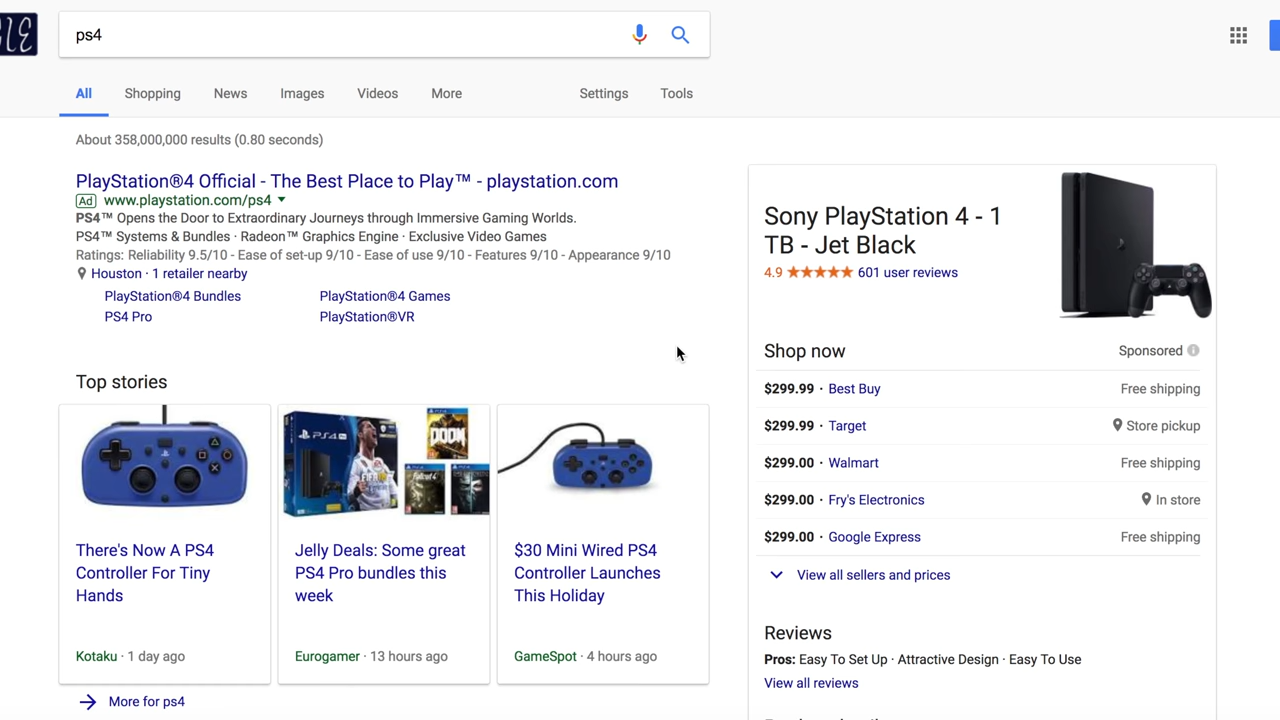 ps4
All Shopping News Images Videos More Settings Tools
About 358,000,000 results (0.80 seconds)
PlayStation®4 Official - The Best Place to Play™ - playstation.com
Ad www.playstation.com/ps4
PS4™ Opens the Door to Extraordinary Journeys through Immersive Gaming Worlds.
PS4™ Systems & Bundles · Radeon™ Graphics Engine · Exclusive Video Games
Ratings: Reliability 9.5/10 - Ease of set-up 9/10 - Ease of use 9/10 - Features 9/10 - Appearance 9/10
Houston · 1 retailer nearby
PlayStation®4 Bundles PlayStation®4 Games
PS4 Pro PlayStation®VR
Top stories
PS4
FIFA
DOOM
Fallout 4
There's Now A PS4
Controller For Tiny
Hands
Kotaku · 1 day ago
Jelly Deals: Some great
PS4 Pro bundles this
week
Eurogamer · 13 hours ago
$30 Mini Wired PS4
Controller Launches
This Holiday
GameSpot · 4 hours ago
More for ps4
Sony PlayStation 4 - 1
TB - Jet Black
4.9 601 user reviews
Shop now Sponsored
$299.99 · Best Buy Free shipping
$299.99 · Target Store pickup
$299.00 · Walmart Free shipping
$299.00 · Fry's Electronics In store
$299.00 · Google Express Free shipping
View all sellers and prices
Reviews
Pros: Easy To Set Up · Attractive Design · Easy To Use
View all reviews